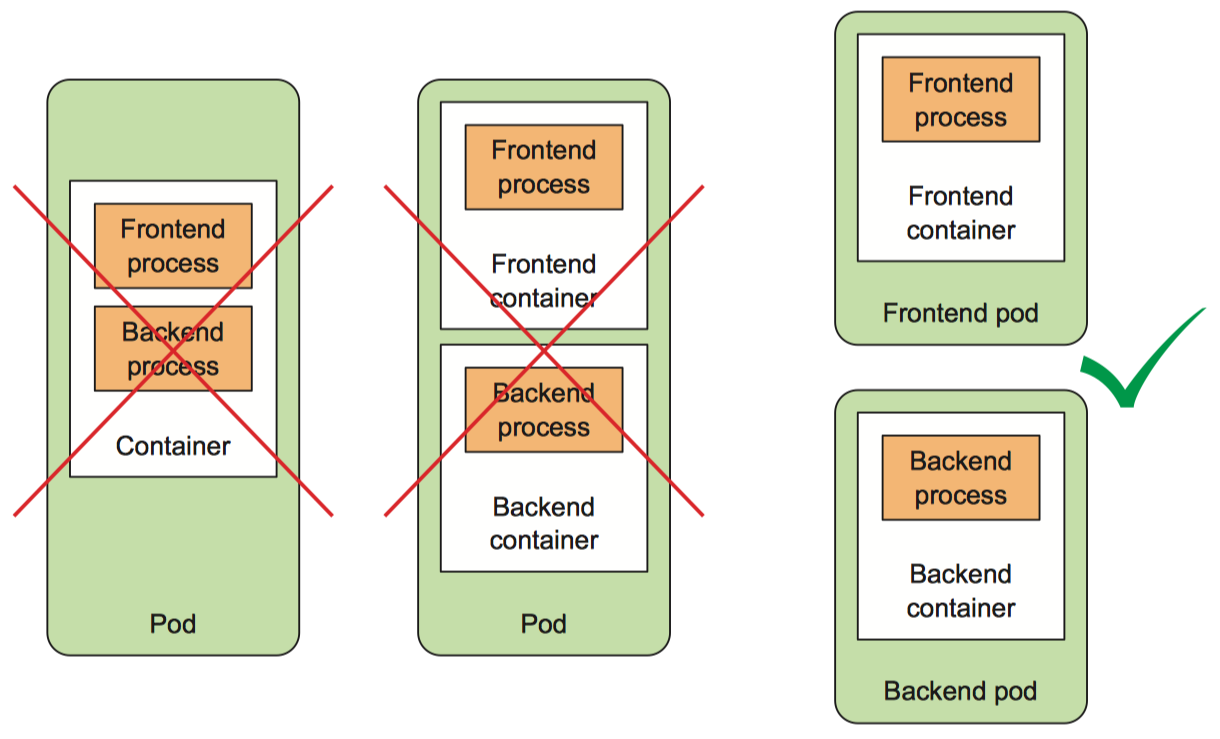 Frontend
process
Backend
process
Container
Pod
Frontend
process
Frontend
container
Backend
process
Backend
container
Pod
Frontend
process
Frontend
container
Frontend pod
Backend
process
Backend
container
Backend pod